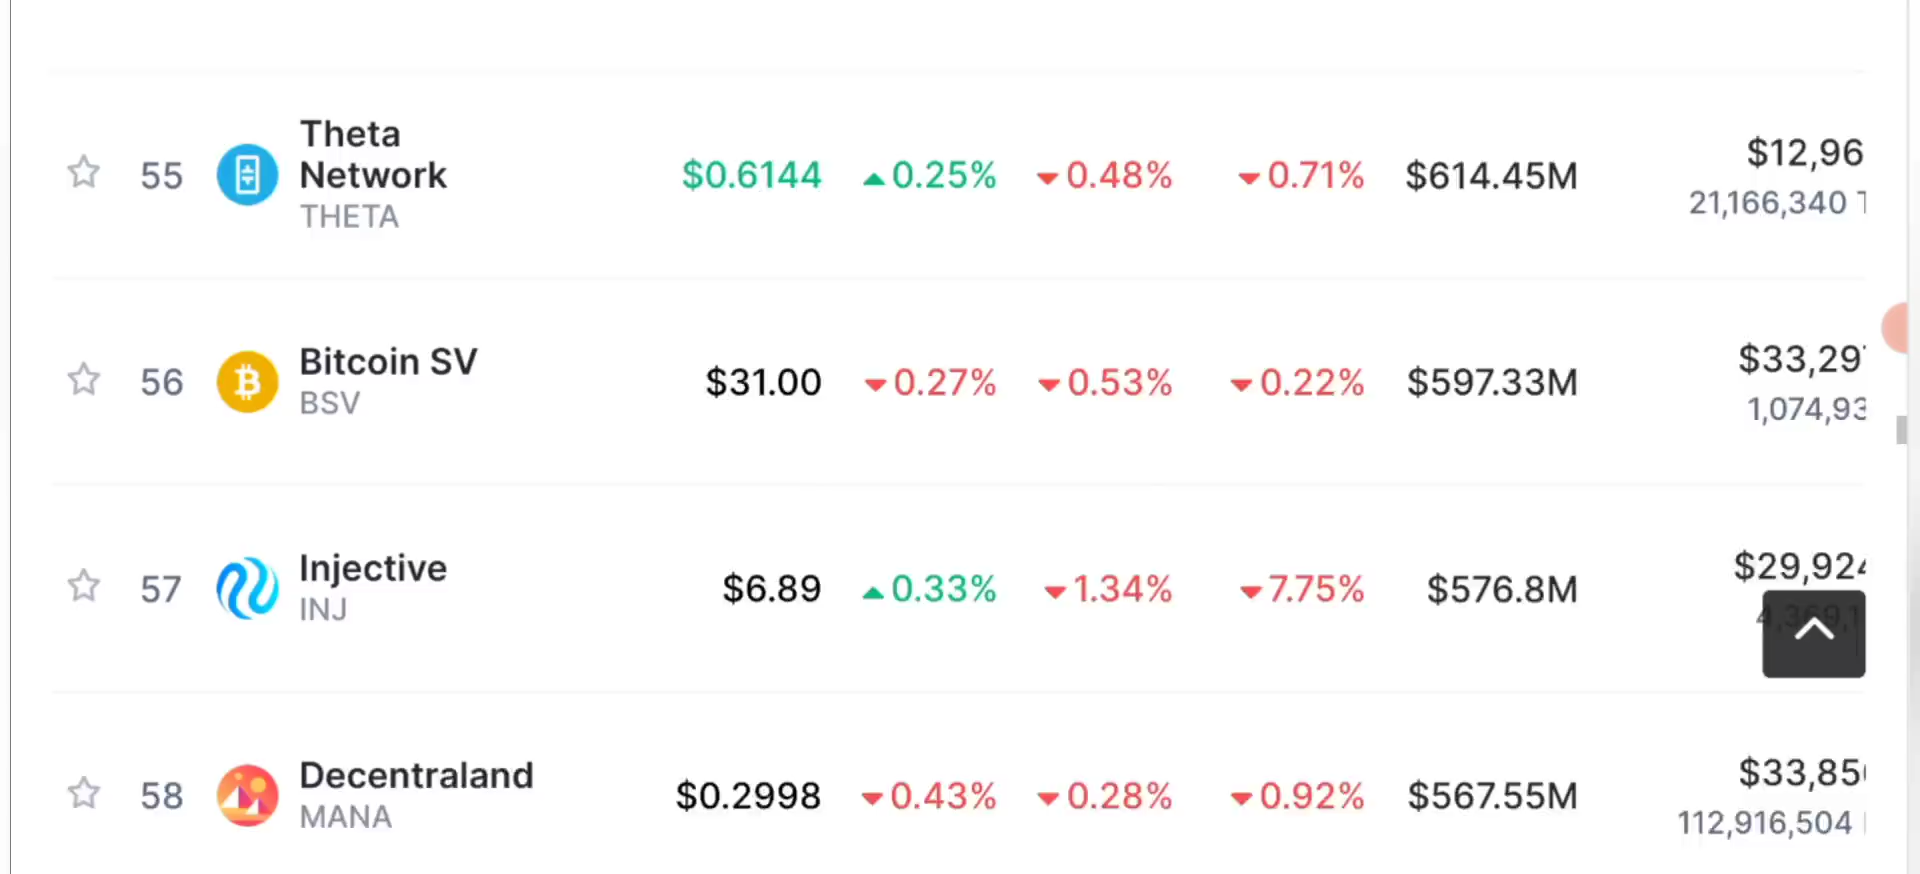 55 Theta Network THETA $0.6144 0.25% 0.48% 0.71% $614.45M $12,96
21,166,340
56 Bitcoin SV BSV $31.00 0.27% 0.53% 0.22% $597.33M $33,29
1,074,93
57 Injective INJ $6.89 0.33% 1.34% 7.75% $576.8M $29,924
58 Decentraland MANA $0.2998 0.43% 0.28% 0.92% $567.55M $33,85
112,916,504